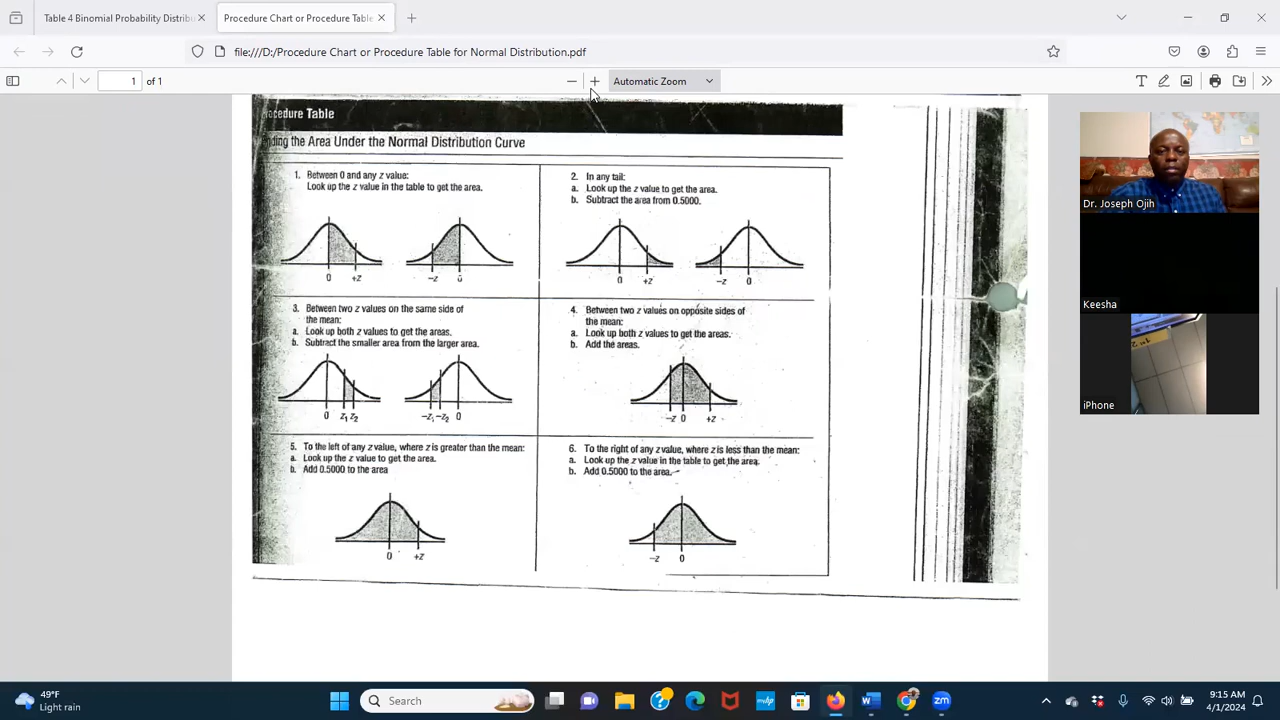 Table 4 Binomial Probability Distribu
Procedure Chart or Procedure Table
file:///D:/Procedure Chart or Procedure Table for Normal Distribution.pdf
1 of 1
Automatic Zoom
Table
the Area Under the Normal Distribution Curve
1. Between 0 and any z value:
Look up the z value in the table to get the area.
0 +z
-z 0
2. In any tail:
a. Look up the z value to get the area.
b. Subtract the area from 0.5000.
0 +z
-z 0
3. Between two z values on the same side of
the mean:
a. Look up both z values to get the areas.
b. Subtract the smaller area from the larger area.
0 z1 z2
-z1 -z2 0
4. Between two z values on opposite sides of
the mean:
a. Look up both z values to get the areas.
b. Add the areas.
-z 0 +z
5. To the left of any z value, where z is greater than the mean:
a. Look up the z value to get the area.
b. Add 0.5000 to the area
0 +z
6. To the right of any z value, where z is less than the mean:
a. Look up the z value in the table to get the area.
b. Add 0.5000 to the area.
-z 0
Dr. Joseph Ojih
Keesha
iPhone
49°F
Light rain
Search
9:15 AM
4/1/2024